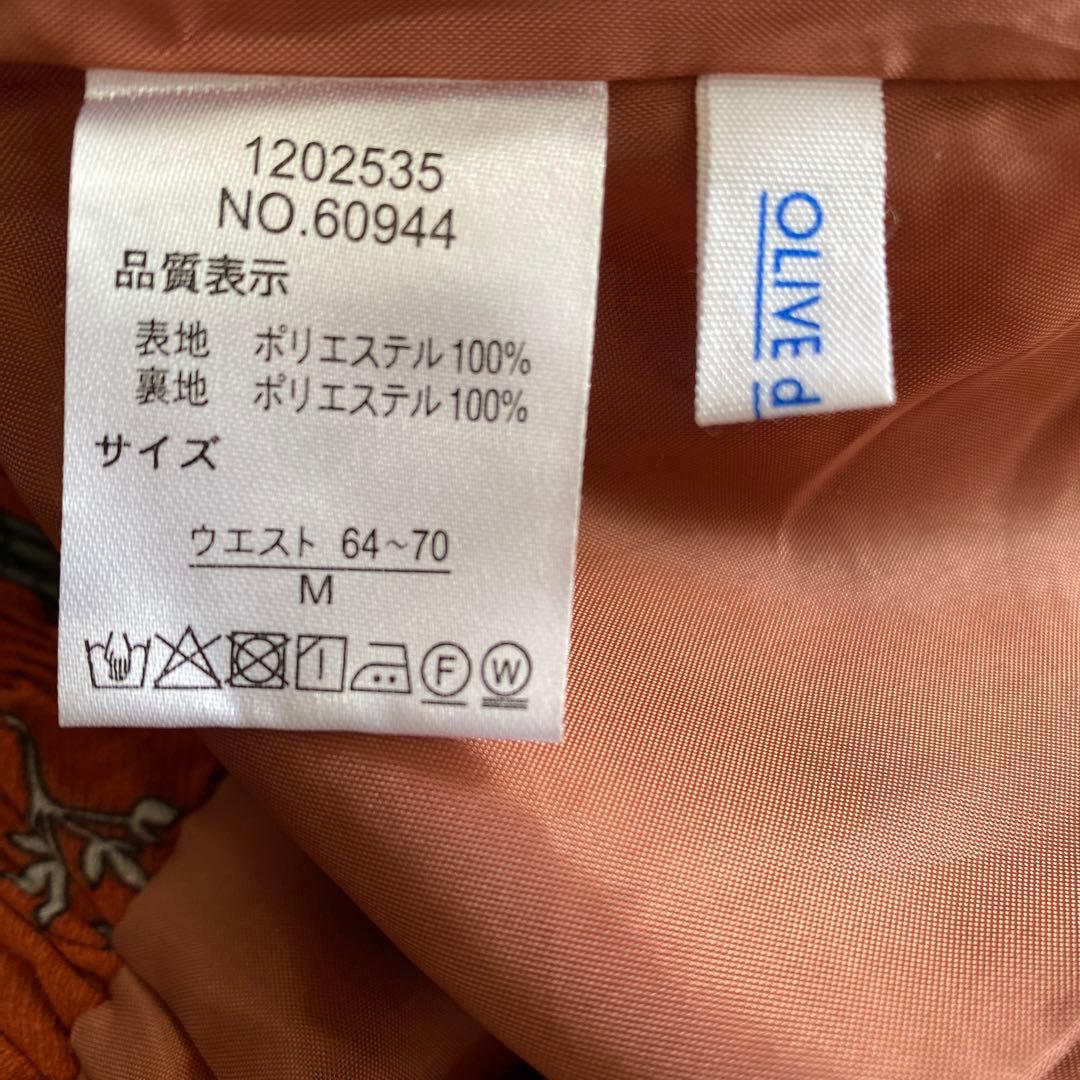 1202535
NO.60944
品質表示
表地 ポリエステル100%
裏地 ポリエステル100%
サイズ
ウエスト 64~70
M
F W
OLIVE d